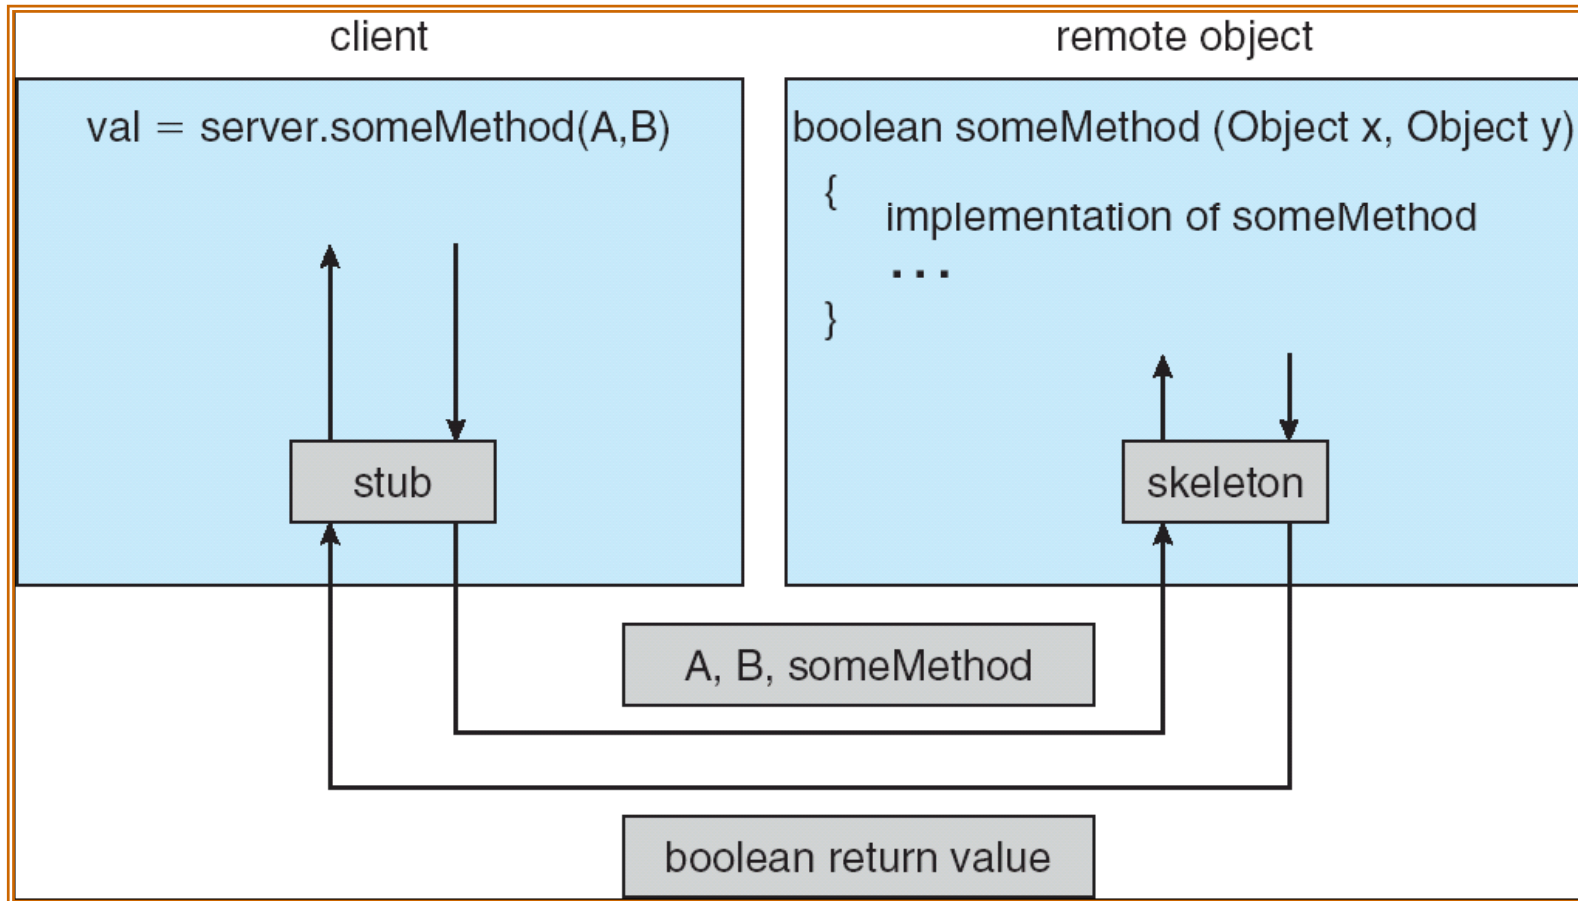 client
val = server.someMethod(A,B)
stub
remote object
boolean someMethod (Object x, Object y)
{
implementation of someMethod
...
}
skeleton
A, B, someMethod
boolean return value